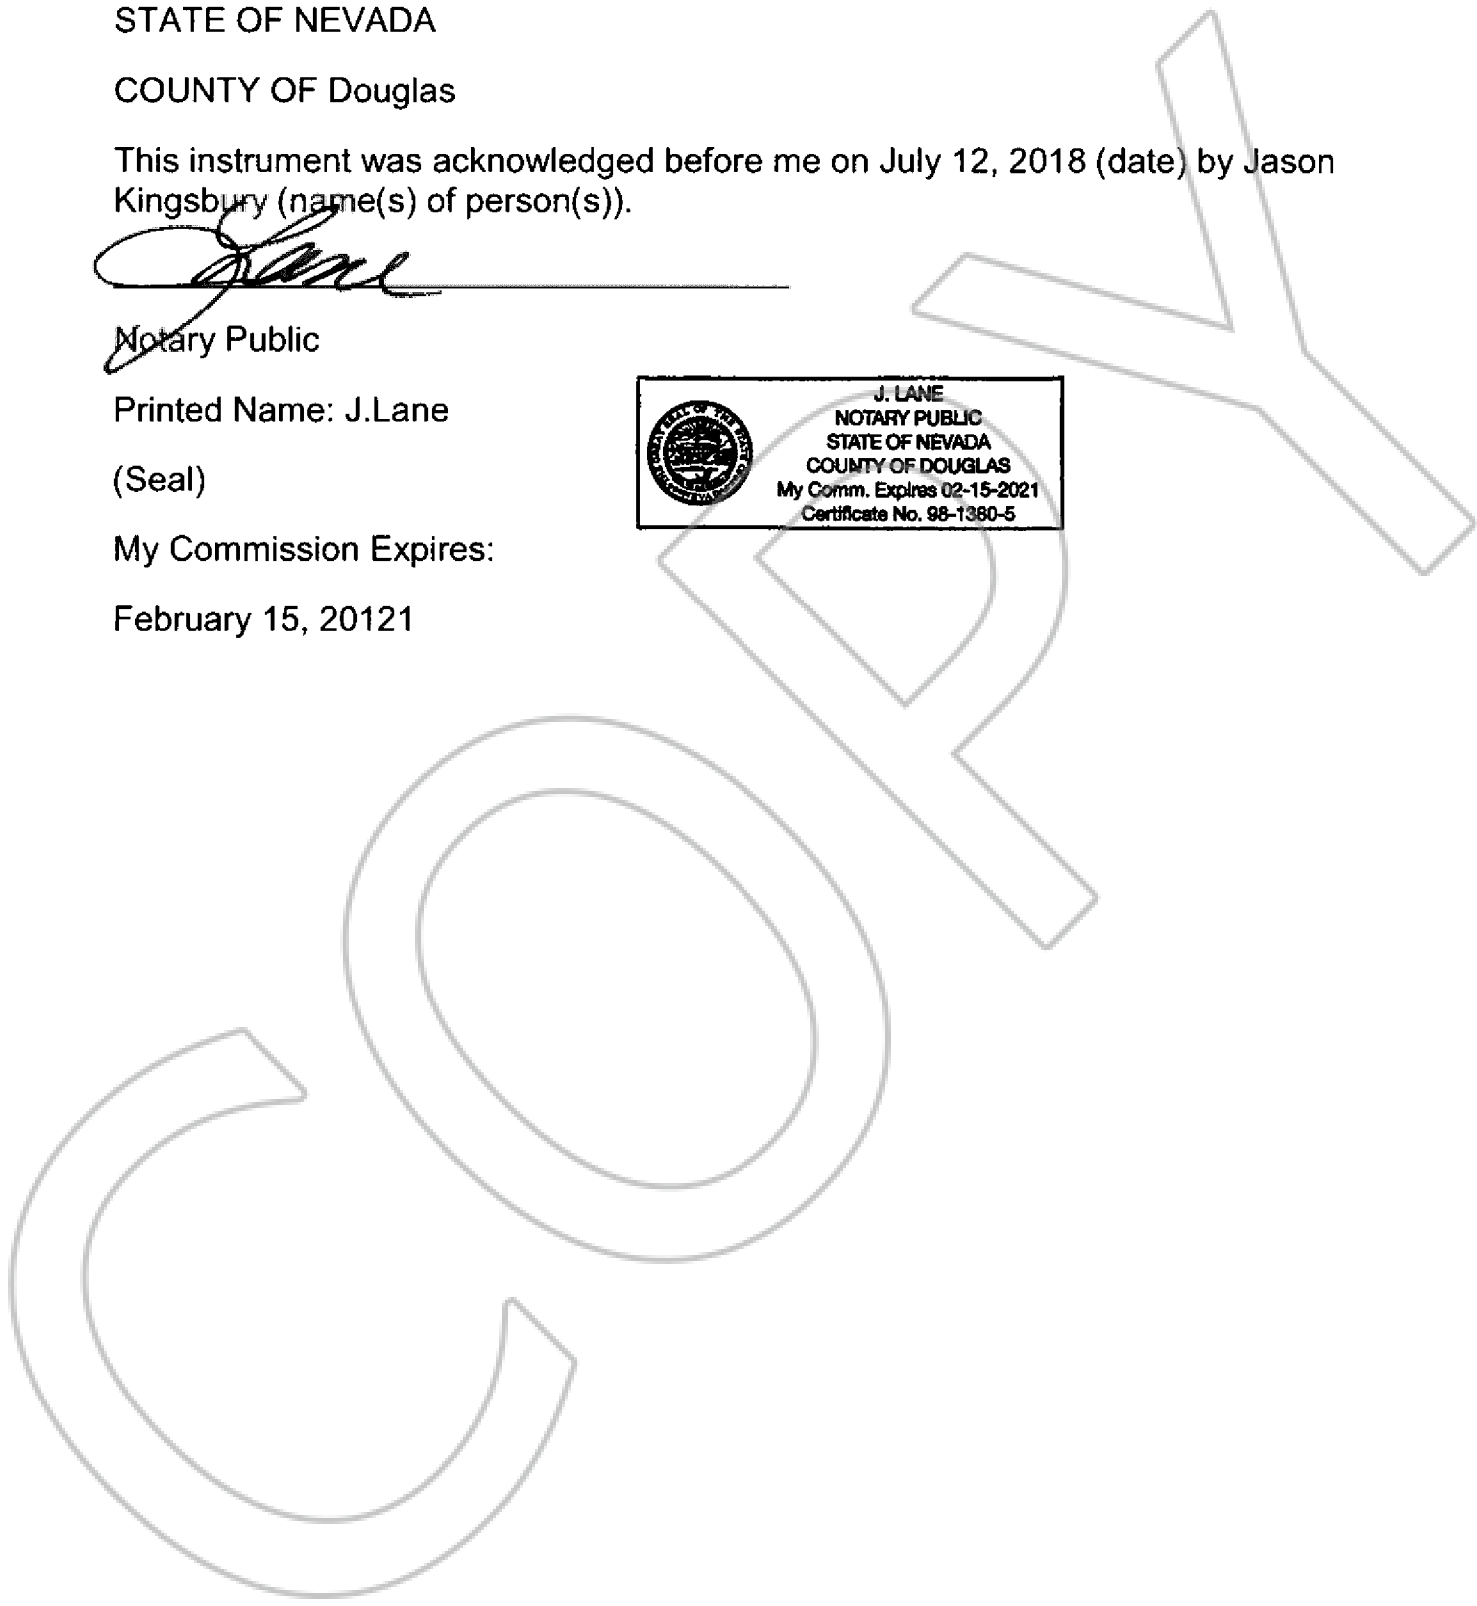 STATE OF NEVADA
COUNTY OF Douglas
This instrument was acknowledged before me on July 12, 2018 (date) by Jason
Kingsbury (name(s) of person(s)).
Lane
Notary Public
Printed Name: J.Lane
(Seal)
My Commission Expires:
February 15, 20121
J. LANE
NOTARY PUBLIC
STATE OF NEVADA
COUNTY OF DOUGLAS
My Comm. Expires 02-15-2021
Certificate No. 98-1380-5
COPY